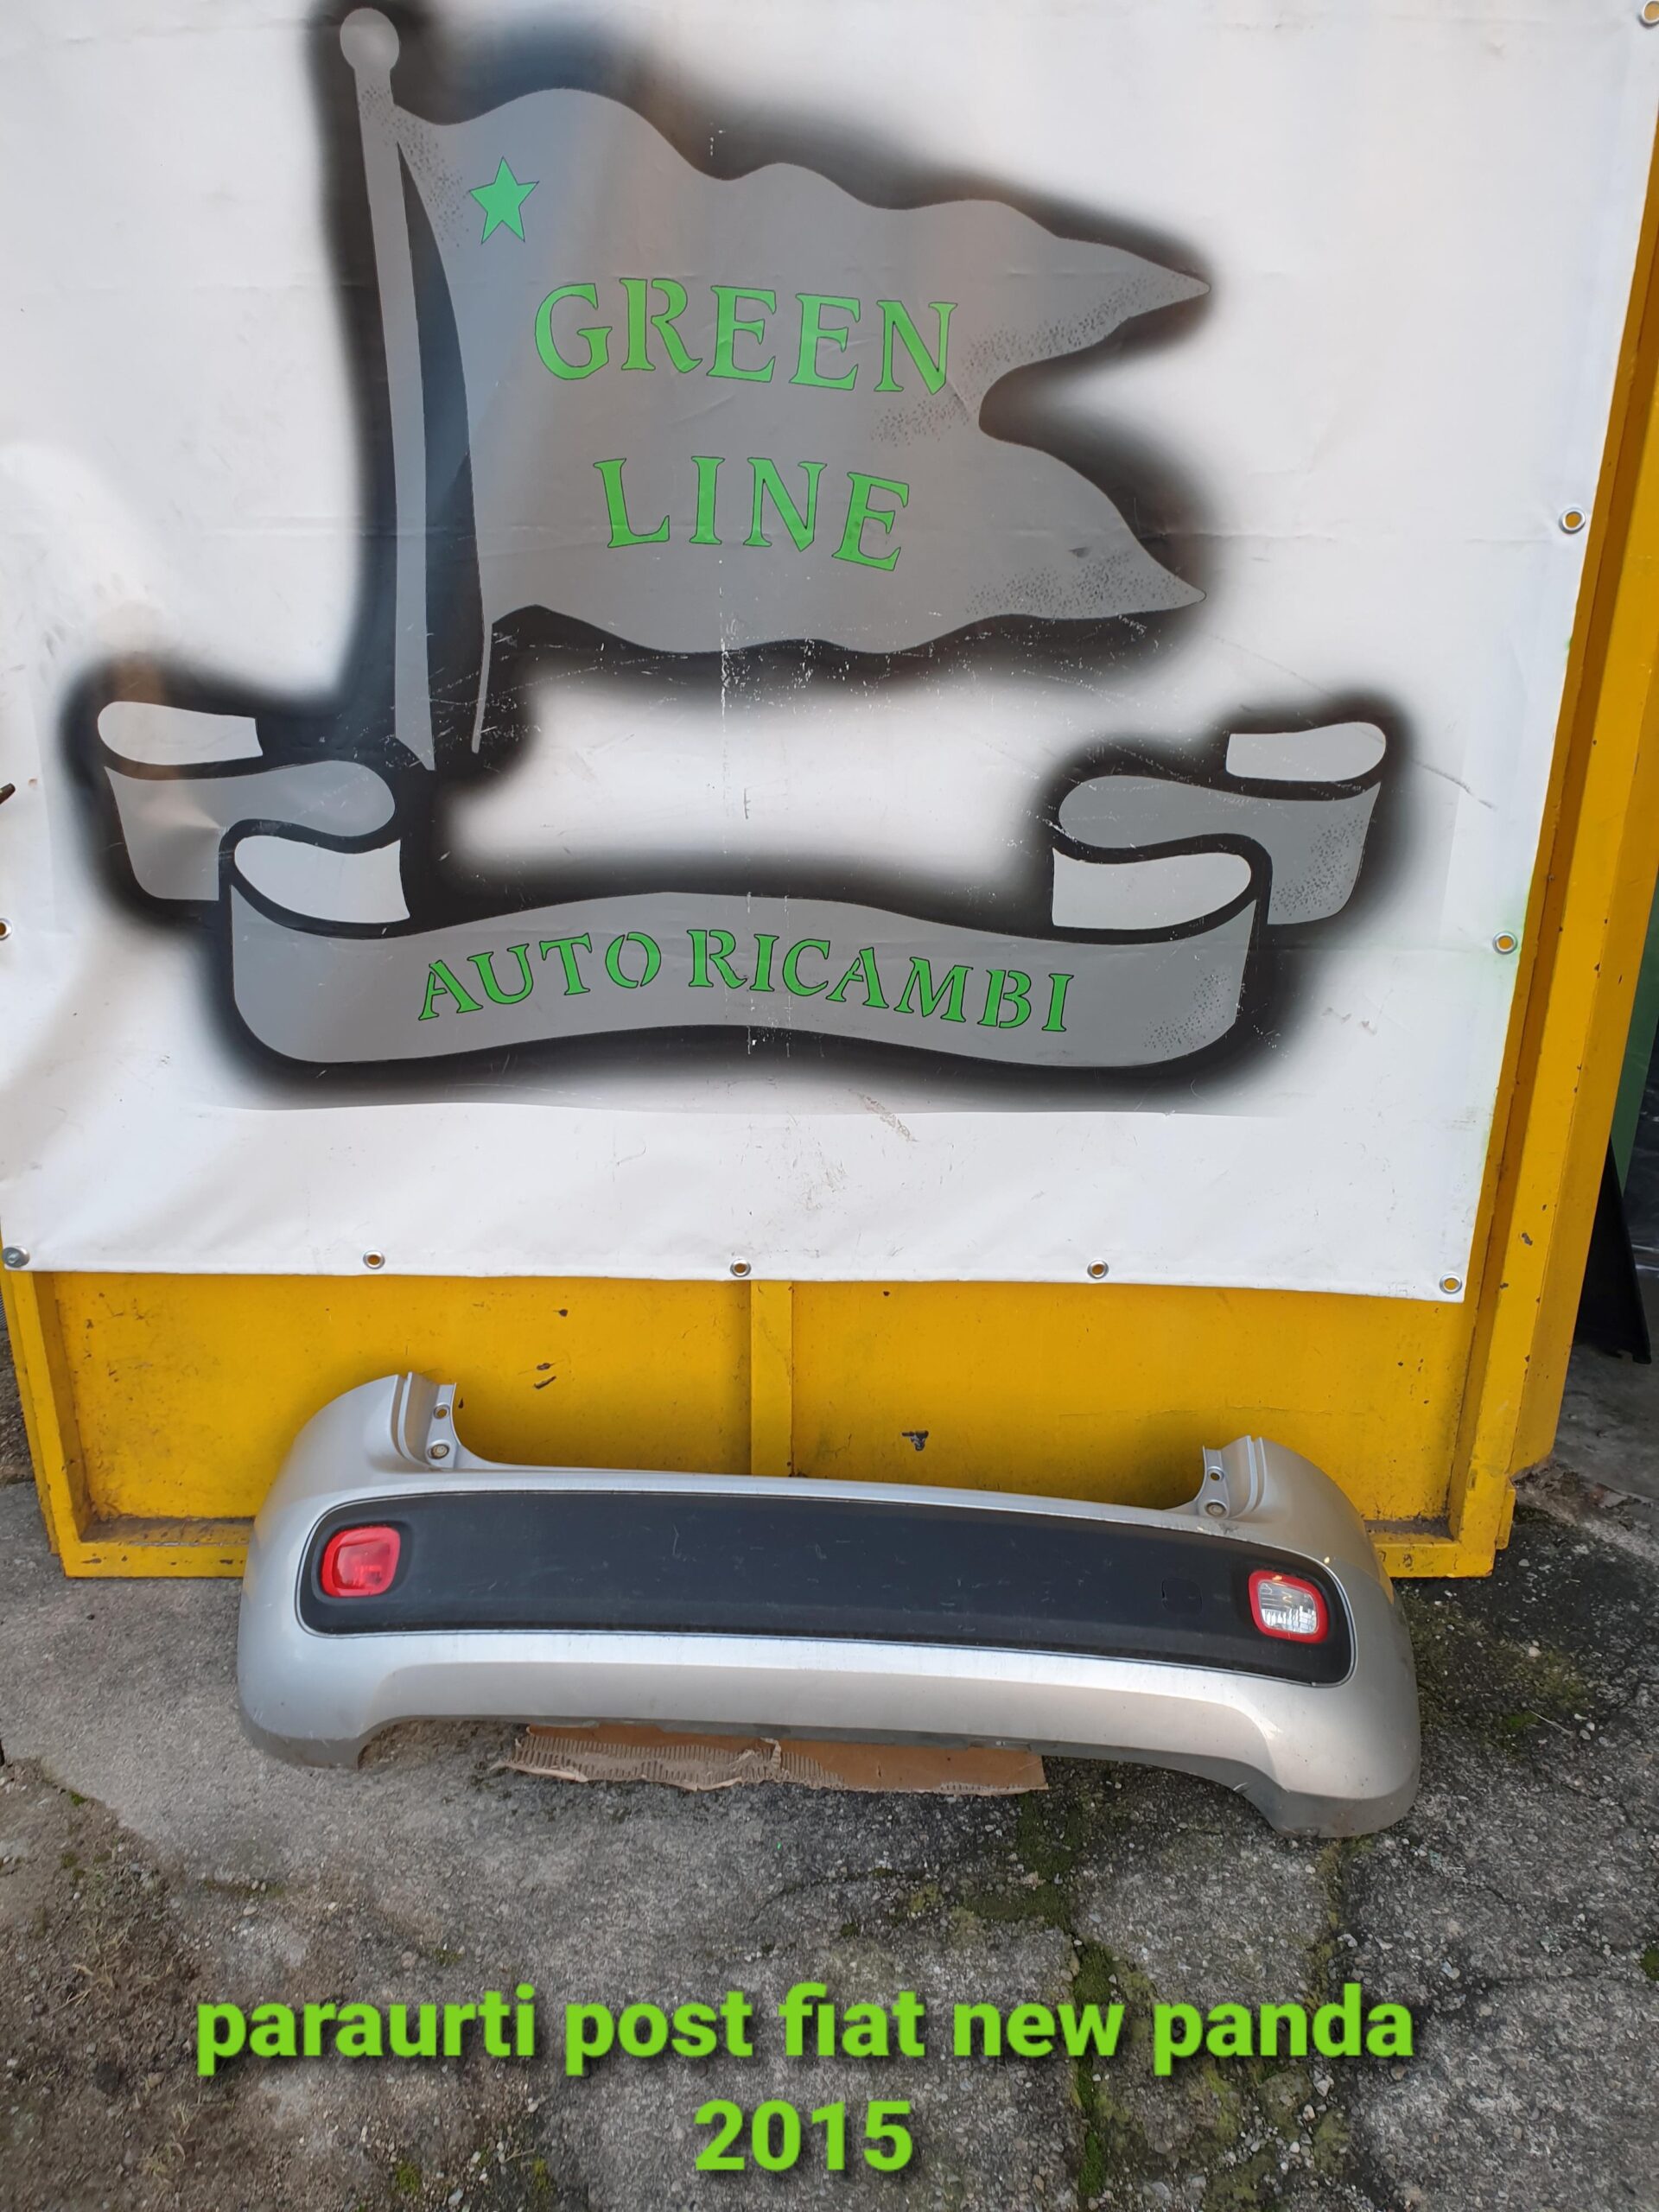 GREEN
LINE
AUTO RICAMBI
paraurti post fiat new panda
2015